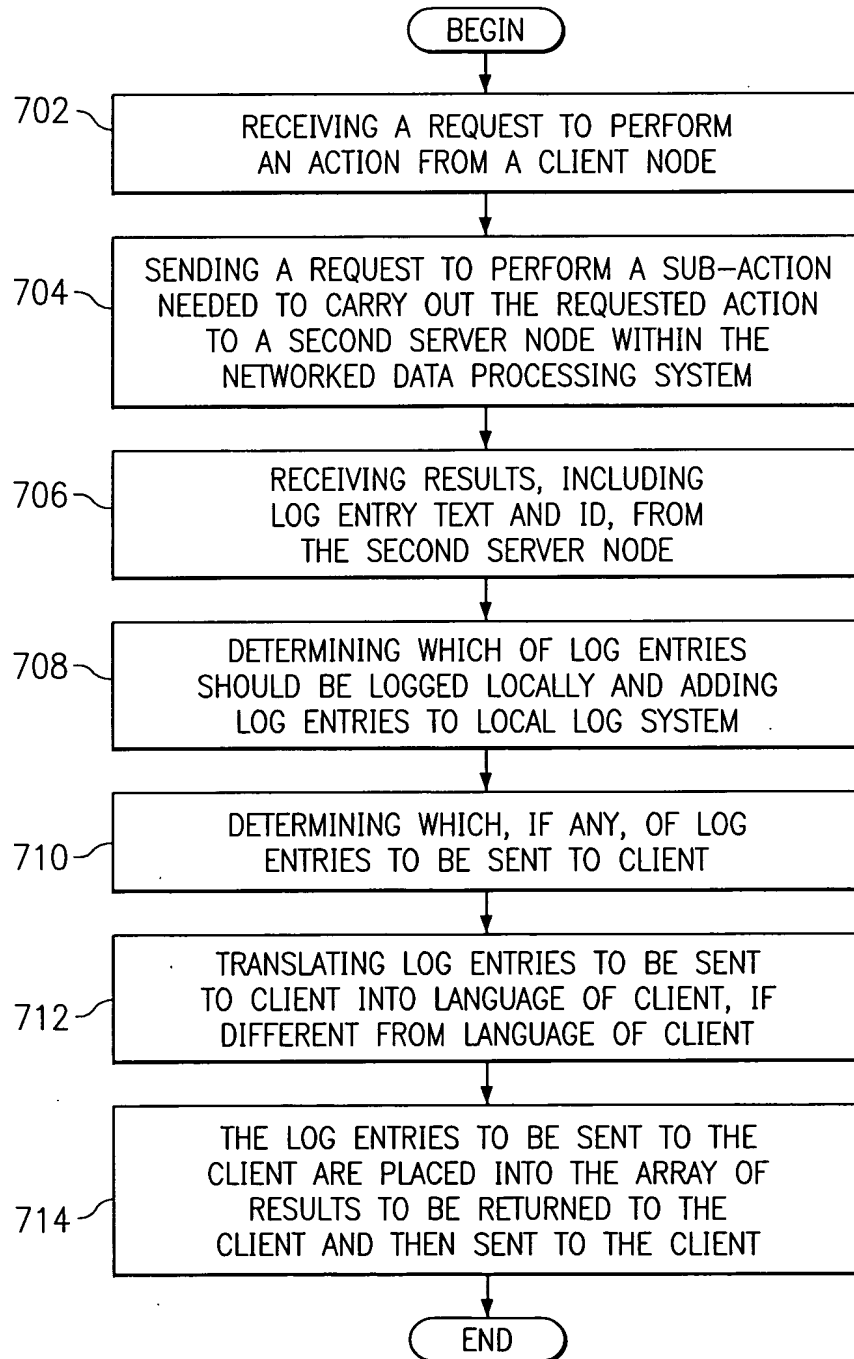 BEGIN
702
RECEIVING A REQUEST TO PERFORM
AN ACTION FROM A CLIENT NODE
704
SENDING A REQUEST TO PERFORM A SUB-ACTION
NEEDED TO CARRY OUT THE REQUESTED ACTION
TO A SECOND SERVER NODE WITHIN THE
NETWORKED DATA PROCESSING SYSTEM
706
RECEIVING RESULTS, INCLUDING
LOG ENTRY TEXT AND ID, FROM
THE SECOND SERVER NODE
708
DETERMINING WHICH OF LOG ENTRIES
SHOULD BE LOGGED LOCALLY AND ADDING
LOG ENTRIES TO LOCAL LOG SYSTEM
710
DETERMINING WHICH, IF ANY, OF LOG
ENTRIES TO BE SENT TO CLIENT
712
TRANSLATING LOG ENTRIES TO BE SENT
TO CLIENT INTO LANGUAGE OF CLIENT, IF
DIFFERENT FROM LANGUAGE OF CLIENT
714
THE LOG ENTRIES TO BE SENT TO THE
CLIENT ARE PLACED INTO THE ARRAY OF
RESULTS TO BE RETURNED TO THE
CLIENT AND THEN SENT TO THE CLIENT
END